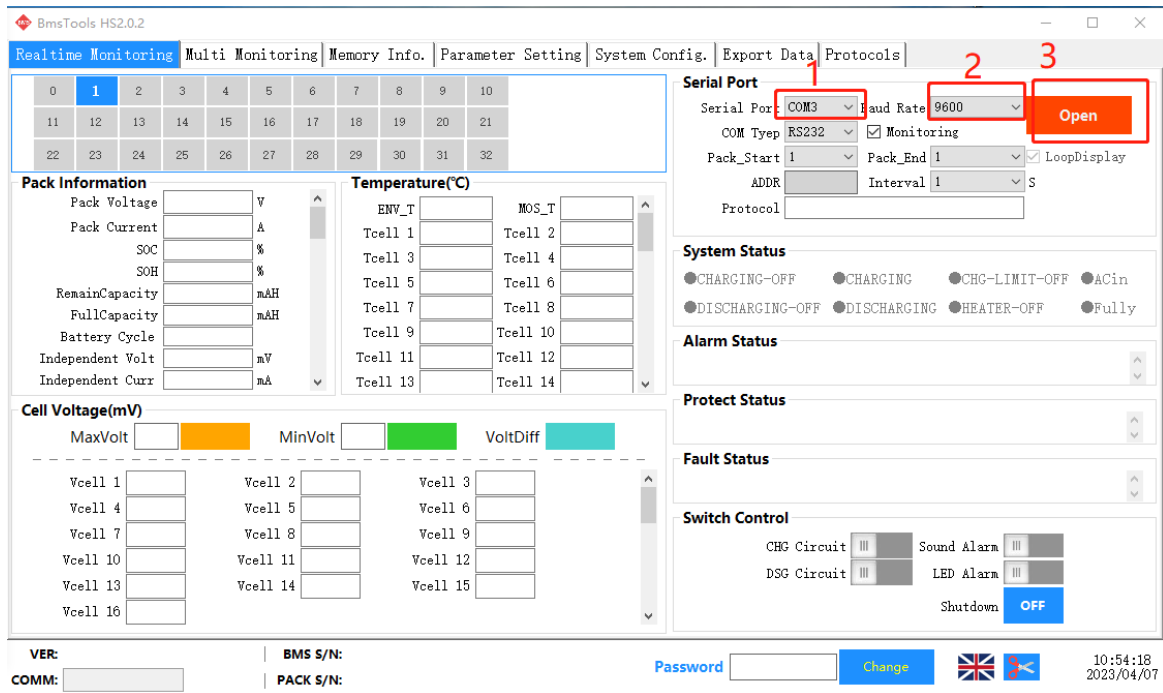 BMS BmsTools HS2.0.2
Realtime Monitoring Multi Monitoring Memory Info. Parameter Setting System Config. Export Data Protocols
1 2 3
0 1 2 3 4 5 6 7 8 9 10
11 12 13 14 15 16 17 18 19 20 21
22 23 24 25 26 27 28 29 30 31 32
Serial Port
Serial Port COM3 Baud Rate 9600 Open
COM Tyep RS232 Monitoring
Pack_Start 1 Pack_End 1 LoopDisplay
ADDR Interval 1 S
Protocol
Pack Information
Pack Voltage V
Pack Current A
SOC %
SOH %
RemainCapacity mAH
FullCapacity mAH
Battery Cycle
Independent Volt mV
Independent Curr mA
Temperature(°C)
ENV_T MOS_T
Tcell 1 Tcell 2
Tcell 3 Tcell 4
Tcell 5 Tcell 6
Tcell 7 Tcell 8
Tcell 9 Tcell 10
Tcell 11 Tcell 12
Tcell 13 Tcell 14
System Status
CHARGING-OFF CHARGING CHG-LIMIT-OFF ACin
DISCHARGING-OFF DISCHARGING HEATER-OFF Fully
Alarm Status
Protect Status
Fault Status
Cell Voltage(mV)
MaxVolt MinVolt VoltDiff
Vcell 1 Vcell 2 Vcell 3
Vcell 4 Vcell 5 Vcell 6
Vcell 7 Vcell 8 Vcell 9
Vcell 10 Vcell 11 Vcell 12
Vcell 13 Vcell 14 Vcell 15
Vcell 16
Switch Control
CHG Circuit Sound Alarm
DSG Circuit LED Alarm
Shutdown OFF
VER: BMS S/N:
COMM: PACK S/N:
Password Change
10:54:18
2023/04/07